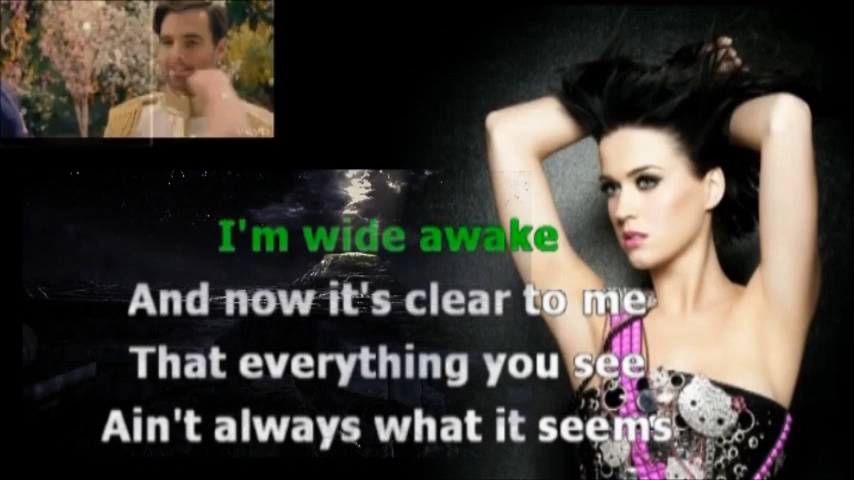 I'm wide awake
And now it's clear to me
That everything you see
Ain't always what it seems